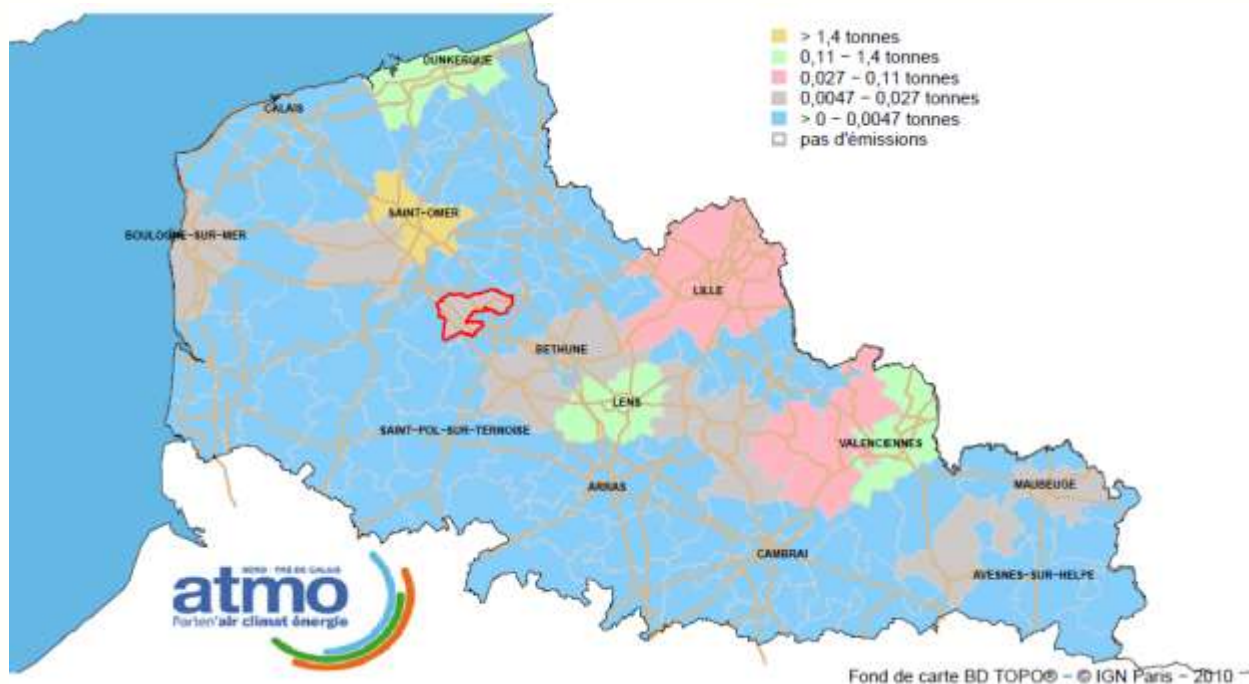 > 1,4 tonnes
0,11 – 1,4 tonnes
0,027 – 0,11 tonnes
0,0047 – 0,027 tonnes
> 0 – 0,0047 tonnes
pas d'émissions
DUNKERQUE
CALAIS
SAINT-OMER
BOULOGNE-SUR-MER
LILLE
BETHUNE
LENS
SAINT-POL-SUR-TERNOISE
VALENCIENNES
ARRAS
MAUBEUGE
CAMBRAI
AVESNES-SUR-HELPE
NORD - PAS DE CALAIS
atmo
Parten'air climat énergie
Fond de carte BD TOPO® – © IGN Paris – 2010